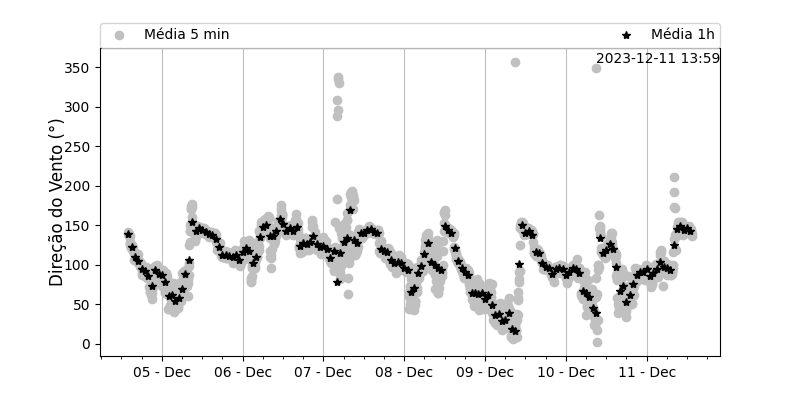 Média 5 min
Média 1h
2023-12-11 13:59
Direção do Vento (°)
350
300
250
200
150
100
50
0
05 - Dec
06 - Dec
07 - Dec
08 - Dec
09 - Dec
10 - Dec
11 - Dec